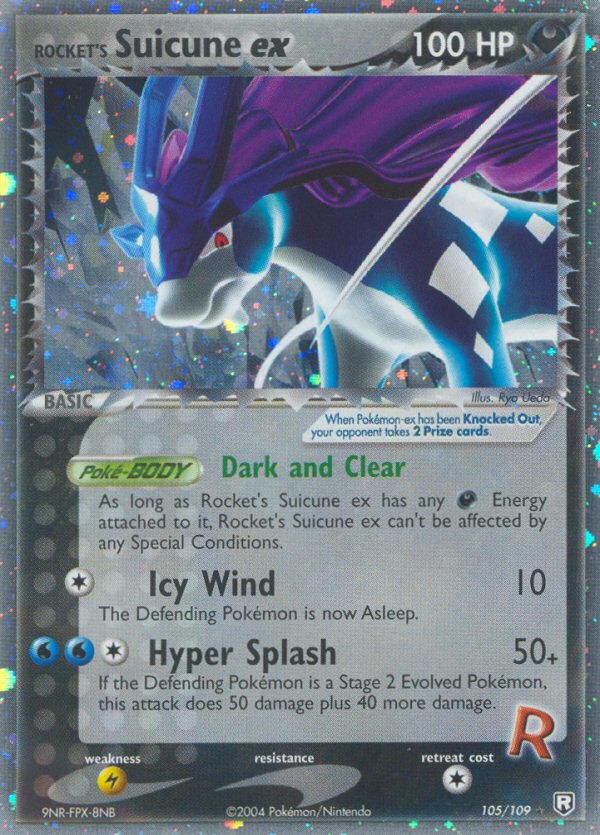 ROCKET'S Suicune ex 100 HP
BASIC
Illus. Ryo Ueda
When Pokémon-ex has been Knocked Out,
your opponent takes 2 Prize cards.
Poké-BODY Dark and Clear
As long as Rocket's Suicune ex has any Energy
attached to it, Rocket's Suicune ex can't be affected by
any Special Conditions.
Icy Wind 10
The Defending Pokémon is now Asleep.
Hyper Splash 50+
If the Defending Pokémon is a Stage 2 Evolved Pokémon,
this attack does 50 damage plus 40 more damage.
R
weakness resistance retreat cost
9NR-FPX-8NB ©2004 Pokémon/Nintendo 105/109 R